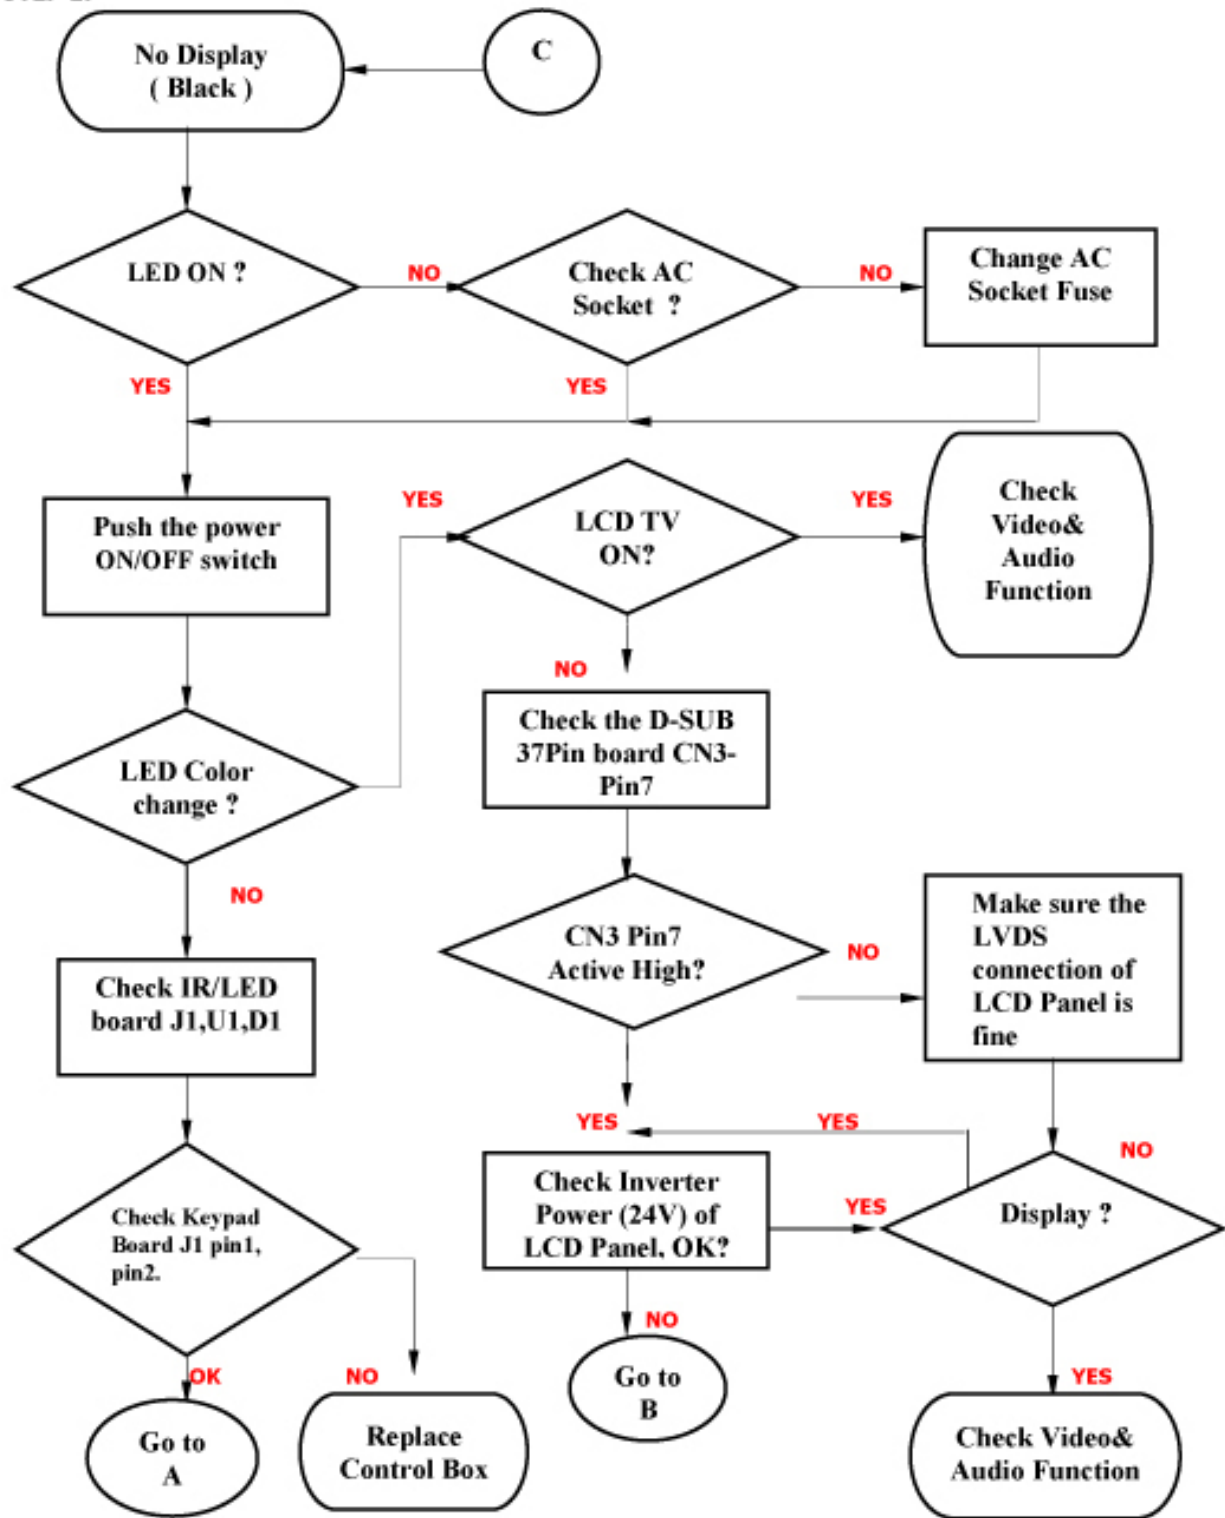 No Display
( Black )
C
LED ON ?
NO
Check AC
Socket ?
NO
Change AC
Socket Fuse
YES
YES
Push the power
ON/OFF switch
YES
LCD TV
ON?
YES
Check
Video&
Audio
Function
NO
LED Color
change ?
Check the D-SUB
37Pin board CN3-
Pin7
NO
CN3 Pin7
Active High?
NO
Make sure the
LVDS
connection of
LCD Panel is
fine
Check IR/LED
board J1,U1,D1
YES
YES
NO
Check Keypad
Board J1 pin1,
pin2.
Check Inverter
Power (24V) of
LCD Panel, OK?
YES
Display ?
OK
NO
NO
YES
Go to
A
Replace
Control Box
Go to
B
Check Video&
Audio Function